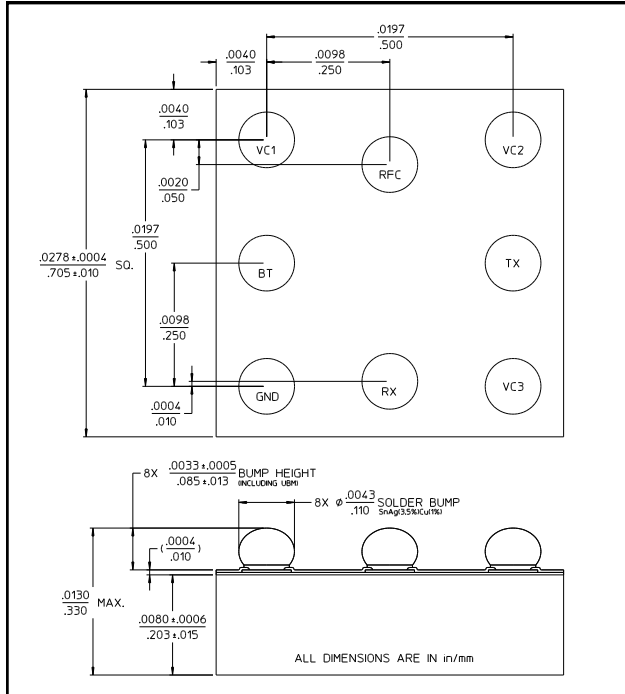 .0197
.500
.0040
.103
.0098
.250
.0040
.103
VC1
VC2
RFC
.0020
.050
.0197
.500
.0278±.0004
.705±.010
SQ.
BT
TX
.0098
.250
GND
RX
VC3
.0004
.010
8X .0033±.0005
.085±.013
BUMP HEIGHT
(INCLUDING UBM)
8X Ø .0043
.110
SOLDER BUMP
SnAg(3.5%)Cu(1%)
(.0004
.010)
.0130
.330
MAX.
.0080±.0006
.203±.015
ALL DIMENSIONS ARE IN in/mm